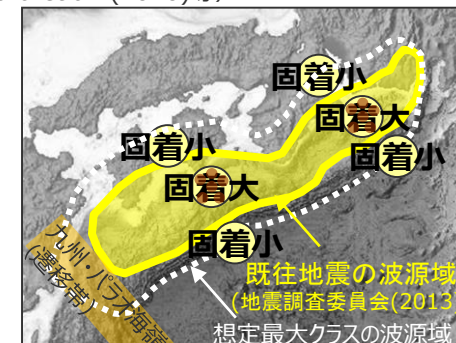 固着小
固着大
固着小
固着小
固着大
固着小
九州・パラオ海嶺
(遷移帯)
既往地震の波源域
(地震調査委員会(2013
想定最大クラスの波源域